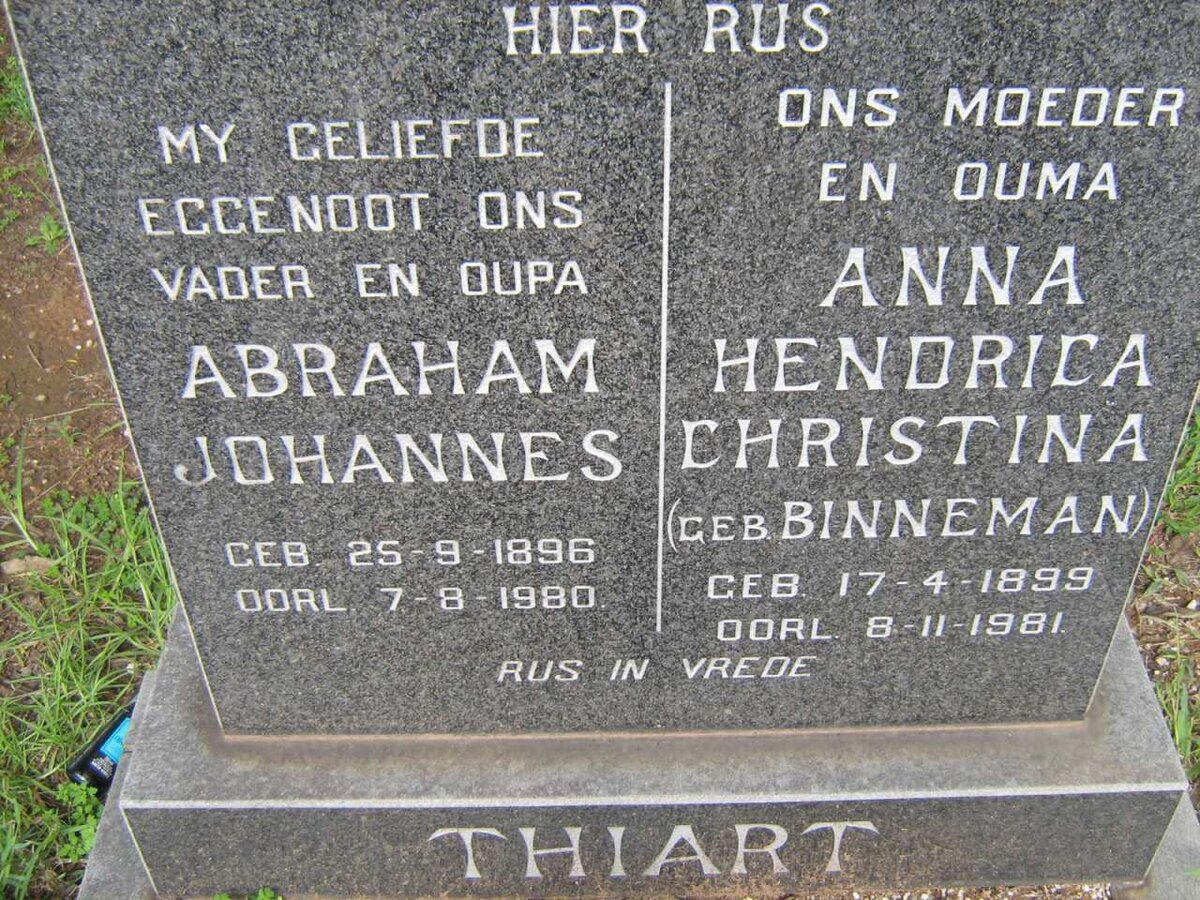 HIER RUS
MY GELIEFDE
EGGENOOT ONS
VADER EN OUPA
ABRAHAM
JOHANNES
GEB. 25-9-1896
OORL. 7-8-1980.
ONS MOEDER
EN OUMA
ANNA
HENDRICA
CHRISTINA
(GEB. BINNEMAN)
GEB. 17-4-1899
OORL. 8-11-1981.
RUS IN VREDE
THIART